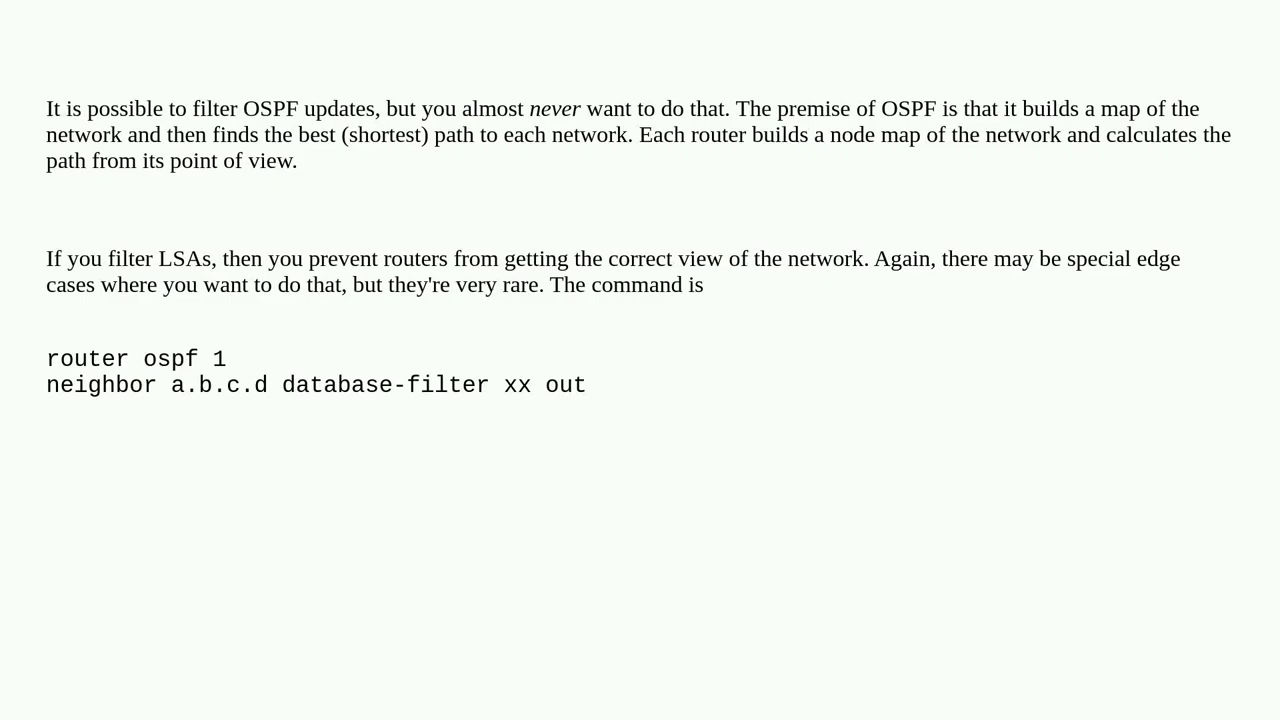 It is possible to filter OSPF updates, but you almost never want to do that. The premise of OSPF is that it builds a map of the
network and then finds the best (shortest) path to each network. Each router builds a node map of the network and calculates the
path from its point of view.
If you filter LSAs, then you prevent routers from getting the correct view of the network. Again, there may be special edge
cases where you want to do that, but they're very rare. The command is
router ospf 1
neighbor a.b.c.d database-filter xx out